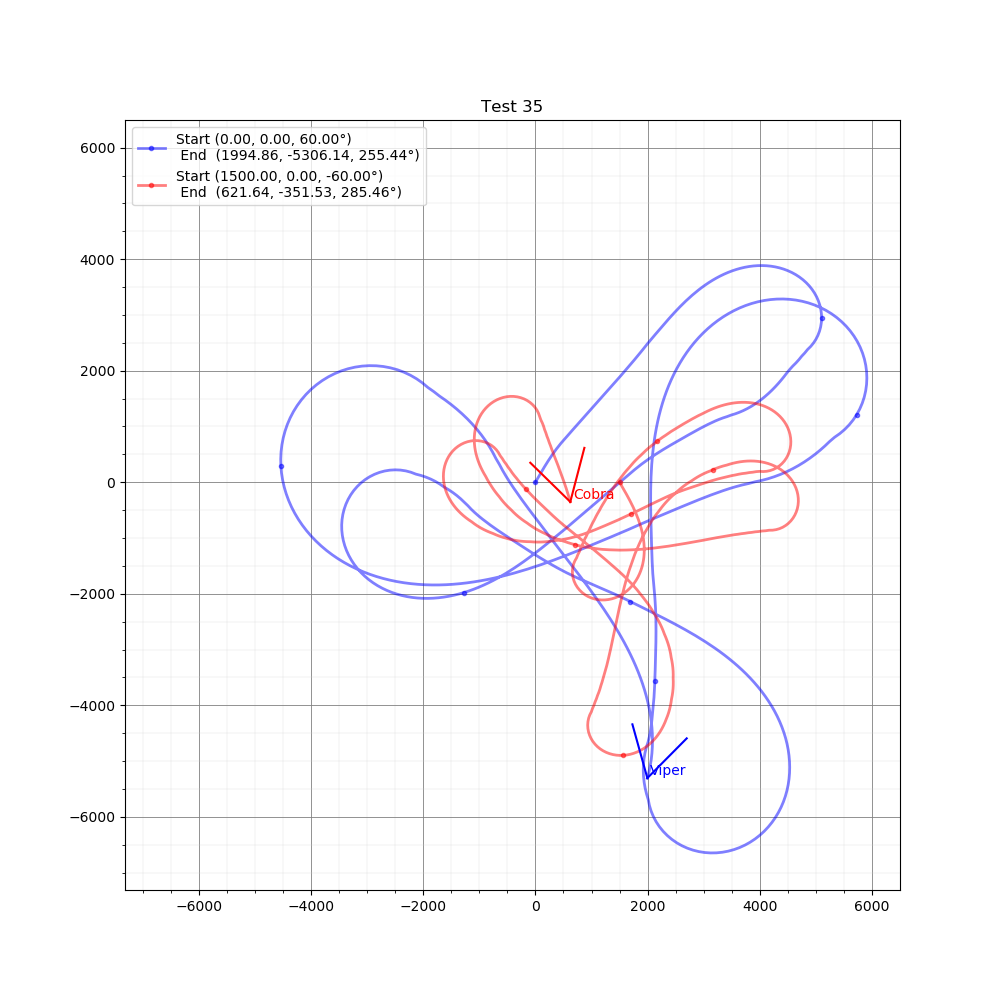 Test 35
Start (0.00, 0.00, 60.00°)
End  (1994.86, -5306.14, 255.44°)
Start (1500.00, 0.00, -60.00°)
End  (621.64, -351.53, 285.46°)
6000
4000
2000
0
−2000
−4000
−6000
Cobra
Viper
−6000 −4000 −2000 0 2000 4000 6000